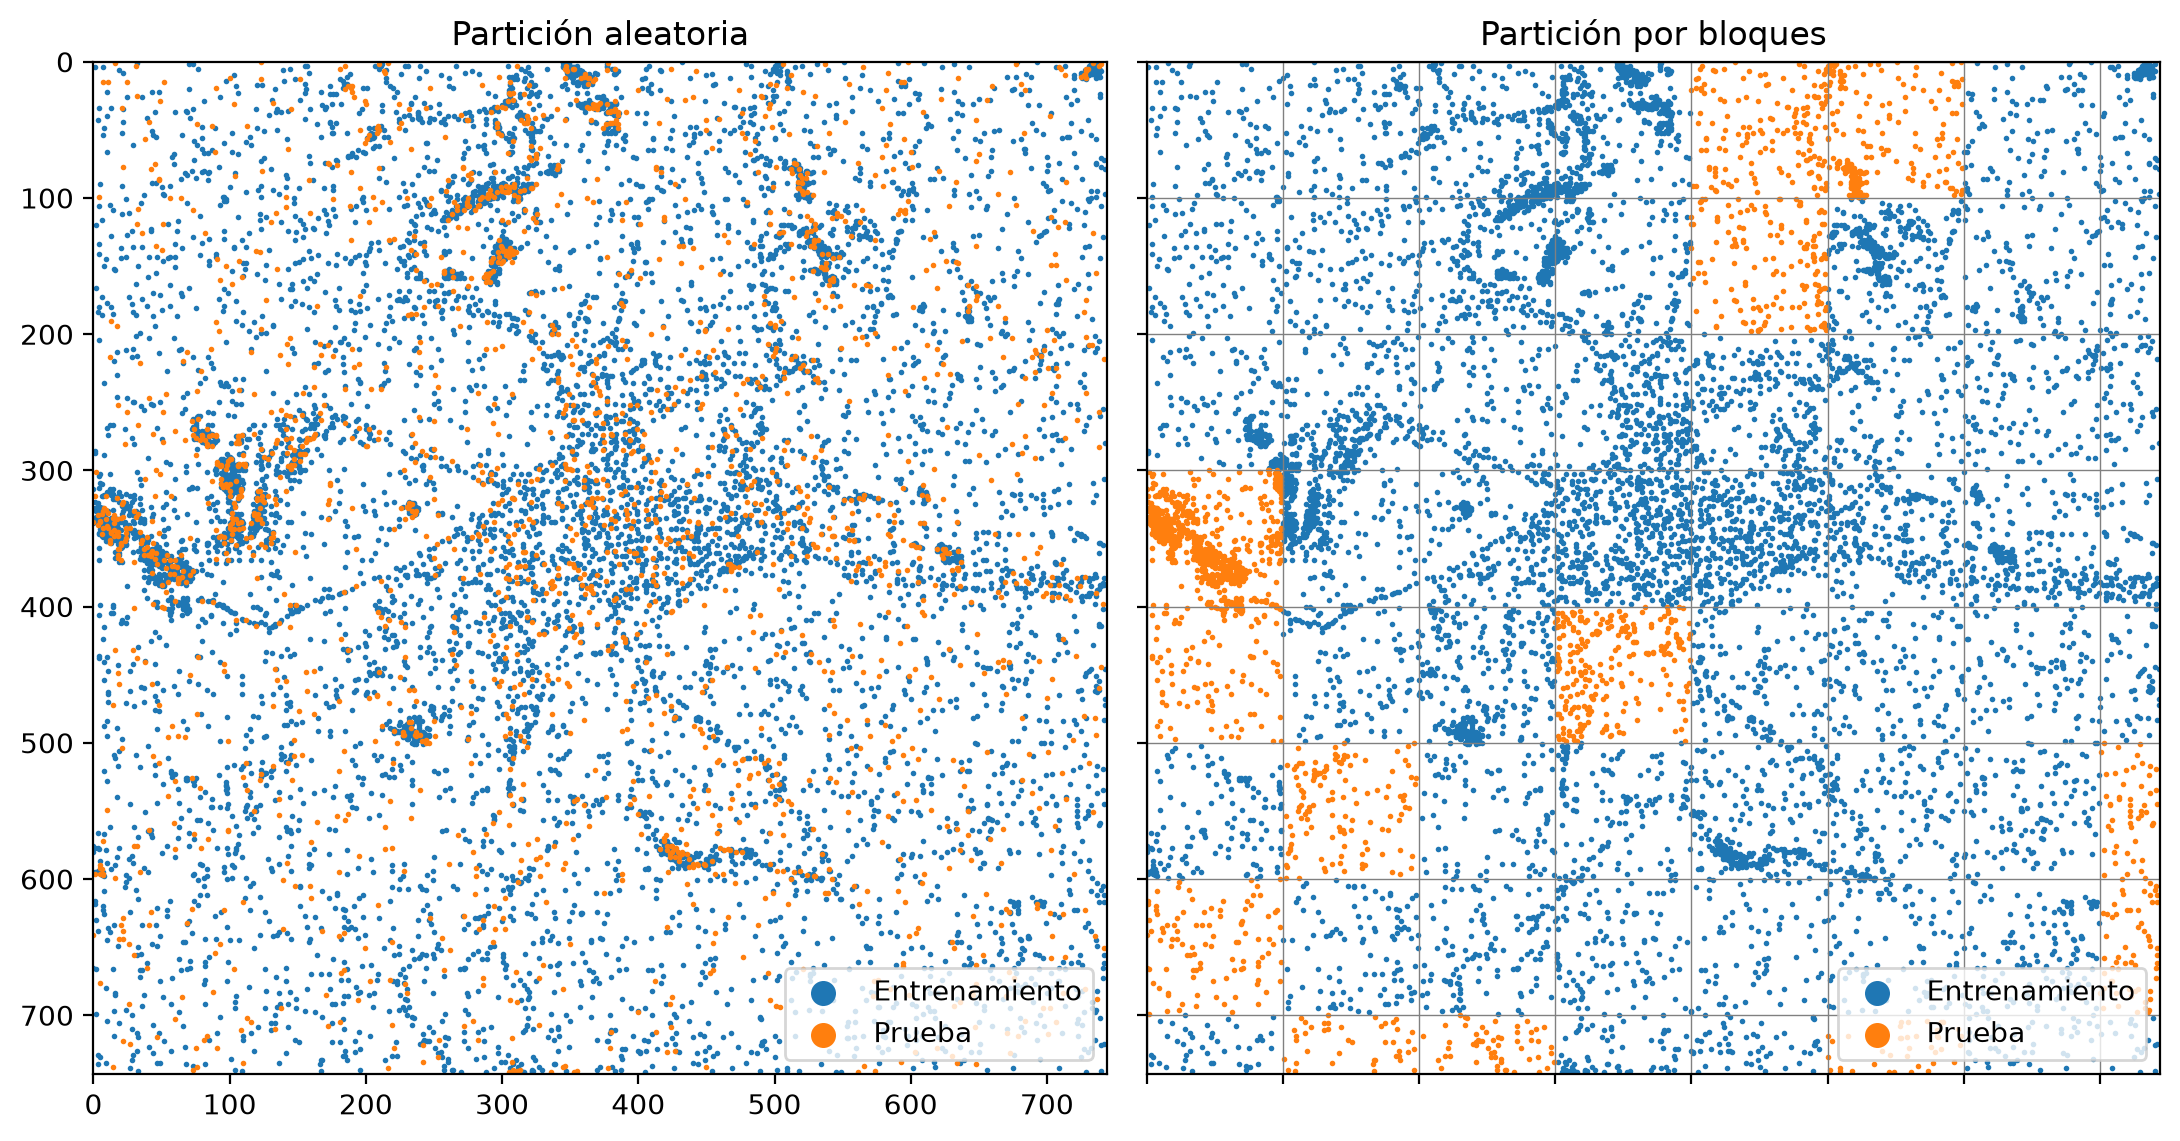 Partición aleatoria
Partición por bloques
0
100
200
300
400
500
600
700
0 100 200 300 400 500 600 700
Entrenamiento
Prueba
Entrenamiento
Prueba